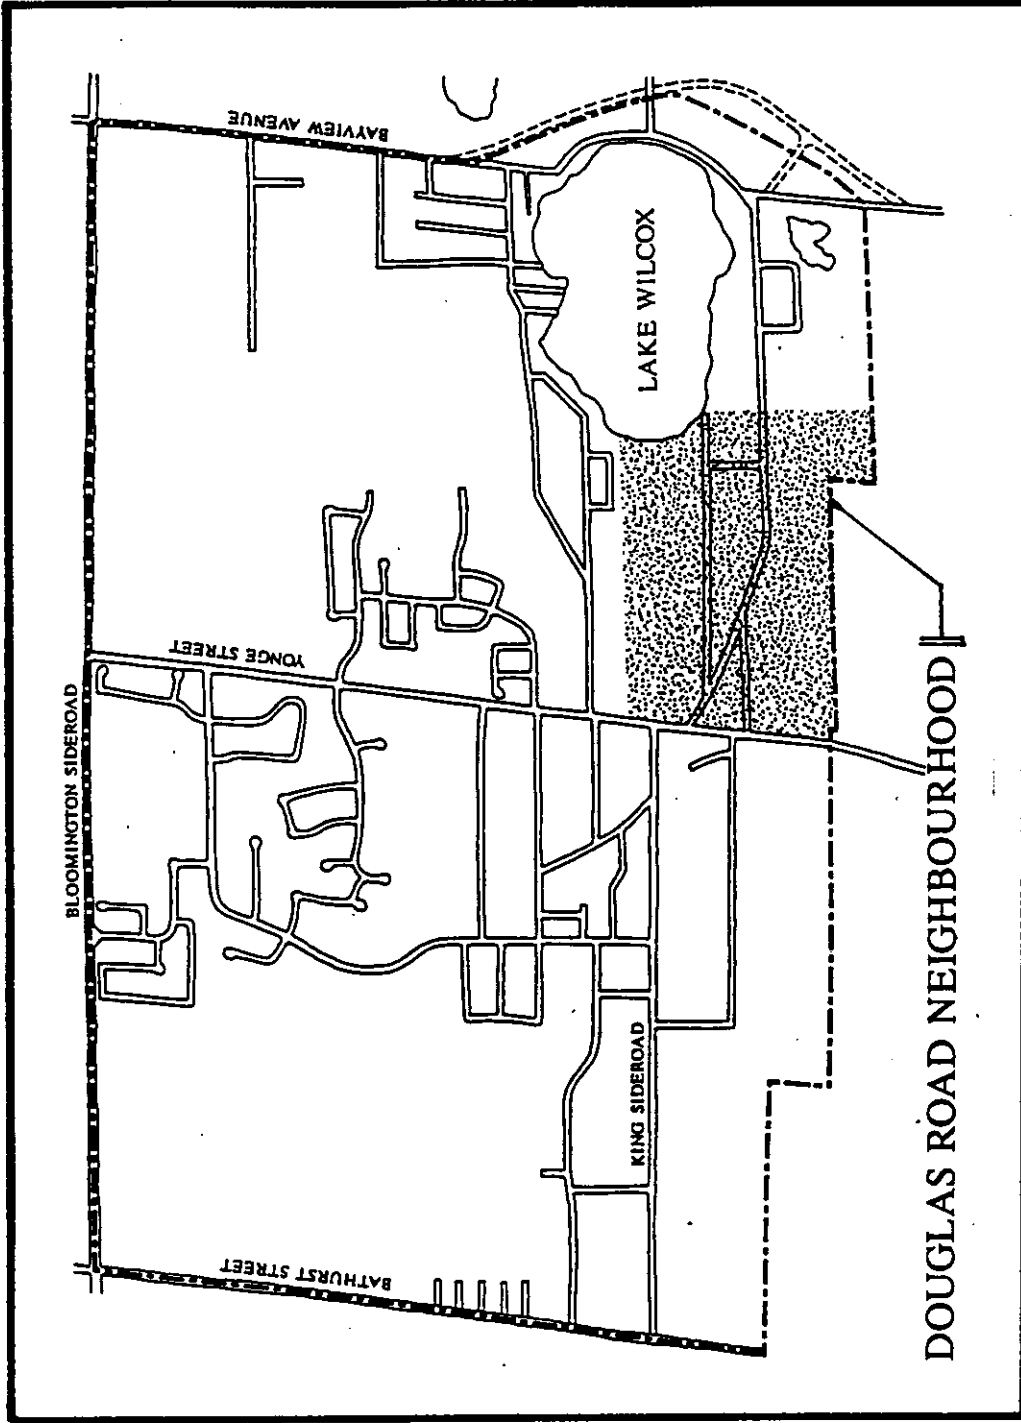 BLOOMINGTON SIDEROAD
BATHURST STREET
YONGE STREET
BAYVIEW AVENUE
KING SIDEROAD
LAKE WILCOX
DOUGLAS ROAD NEIGHBOURHOOD